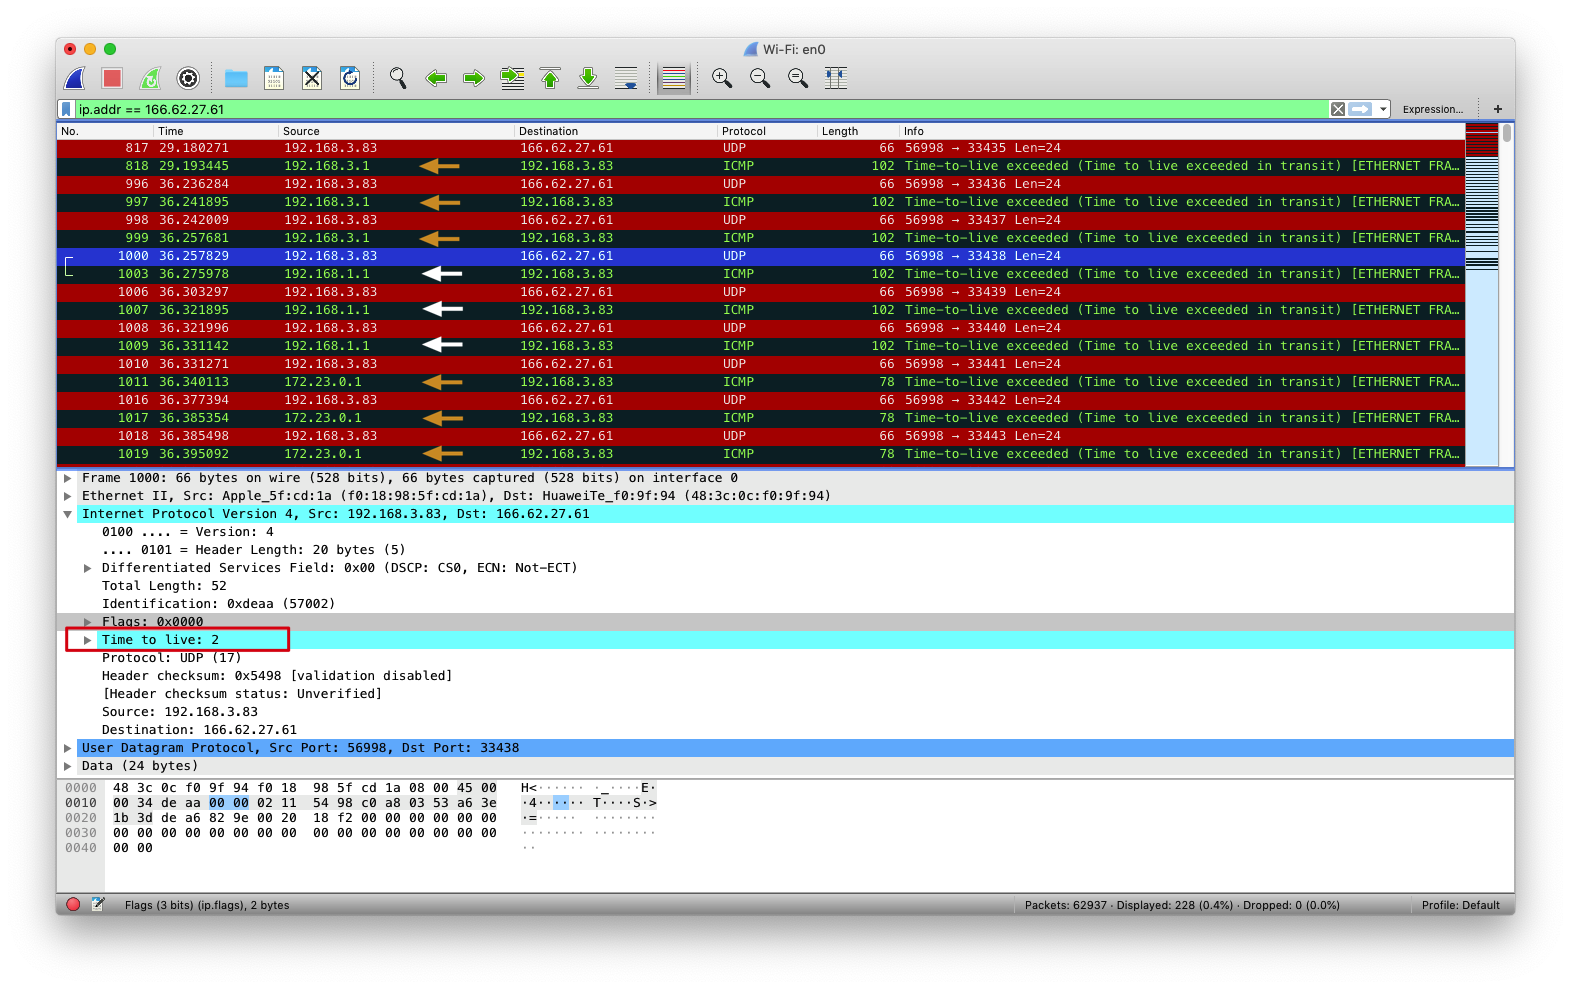 Wi-Fi: en0
ip.addr == 166.62.27.61
Expression...
+
No. Time Source Destination Protocol Length Info
817 29.180271 192.168.3.83 166.62.27.61 UDP 66 56998 → 33435 Len=24
818 29.193445 192.168.3.1 192.168.3.83 ICMP 102 Time-to-live exceeded (Time to live exceeded in transit) [ETHERNET FRA…
996 36.236284 192.168.3.83 166.62.27.61 UDP 66 56998 → 33436 Len=24
997 36.241895 192.168.3.1 192.168.3.83 ICMP 102 Time-to-live exceeded (Time to live exceeded in transit) [ETHERNET FRA…
998 36.242009 192.168.3.83 166.62.27.61 UDP 66 56998 → 33437 Len=24
999 36.257681 192.168.3.1 192.168.3.83 ICMP 102 Time-to-live exceeded (Time to live exceeded in transit) [ETHERNET FRA…
1000 36.257829 192.168.3.83 166.62.27.61 UDP 66 56998 → 33438 Len=24
1003 36.275978 192.168.1.1 192.168.3.83 ICMP 102 Time-to-live exceeded (Time to live exceeded in transit) [ETHERNET FRA…
1006 36.303297 192.168.3.83 166.62.27.61 UDP 66 56998 → 33439 Len=24
1007 36.321895 192.168.1.1 192.168.3.83 ICMP 102 Time-to-live exceeded (Time to live exceeded in transit) [ETHERNET FRA…
1008 36.321996 192.168.3.83 166.62.27.61 UDP 66 56998 → 33440 Len=24
1009 36.331142 192.168.1.1 192.168.3.83 ICMP 102 Time-to-live exceeded (Time to live exceeded in transit) [ETHERNET FRA…
1010 36.331271 192.168.3.83 166.62.27.61 UDP 66 56998 → 33441 Len=24
1011 36.340113 172.23.0.1 192.168.3.83 ICMP 78 Time-to-live exceeded (Time to live exceeded in transit) [ETHERNET FRA…
1016 36.377394 192.168.3.83 166.62.27.61 UDP 66 56998 → 33442 Len=24
1017 36.385354 172.23.0.1 192.168.3.83 ICMP 78 Time-to-live exceeded (Time to live exceeded in transit) [ETHERNET FRA…
1018 36.385498 192.168.3.83 166.62.27.61 UDP 66 56998 → 33443 Len=24
1019 36.395092 172.23.0.1 192.168.3.83 ICMP 78 Time-to-live exceeded (Time to live exceeded in transit) [ETHERNET FRA…
Frame 1000: 66 bytes on wire (528 bits), 66 bytes captured (528 bits) on interface 0
Ethernet II, Src: Apple_5f:cd:1a (f0:18:98:5f:cd:1a), Dst: HuaweiTe_f0:9f:94 (48:3c:0c:f0:9f:94)
Internet Protocol Version 4, Src: 192.168.3.83, Dst: 166.62.27.61
0100 .... = Version: 4
.... 0101 = Header Length: 20 bytes (5)
Differentiated Services Field: 0x00 (DSCP: CS0, ECN: Not-ECT)
Total Length: 52
Identification: 0xdeaa (57002)
Flags: 0x0000
Time to live: 2
Protocol: UDP (17)
Header checksum: 0x5498 [validation disabled]
[Header checksum status: Unverified]
Source: 192.168.3.83
Destination: 166.62.27.61
User Datagram Protocol, Src Port: 56998, Dst Port: 33438
Data (24 bytes)
0000 48 3c 0c f0 9f 94 f0 18 98 5f cd 1a 08 00 45 00 H<······ ·_····E·
0010 00 34 de aa 00 00 02 11 54 98 c0 a8 03 53 a6 3e ·4······ T····S·>
0020 1b 3d de a6 82 9e 00 20 18 f2 00 00 00 00 00 00 ·=····· ········
0030 00 00 00 00 00 00 00 00 00 00 00 00 00 00 00 00 ········ ········
0040 00 00 ··
Flags (3 bits) (ip.flags), 2 bytes
Packets: 62937 · Displayed: 228 (0.4%) · Dropped: 0 (0.0%)
Profile: Default